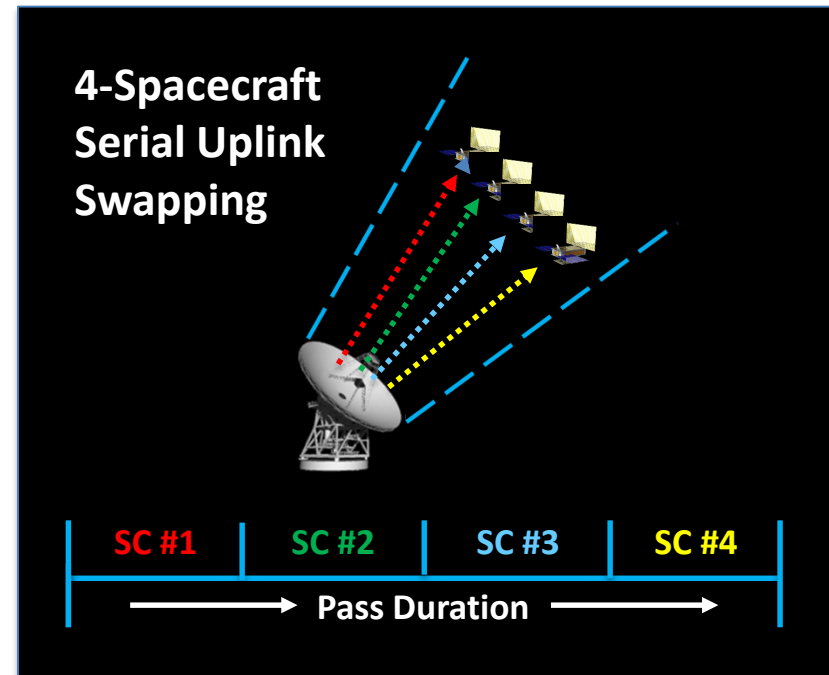 4-Spacecraft
Serial Uplink
Swapping
SC #1 SC #2 SC #3 SC #4
Pass Duration